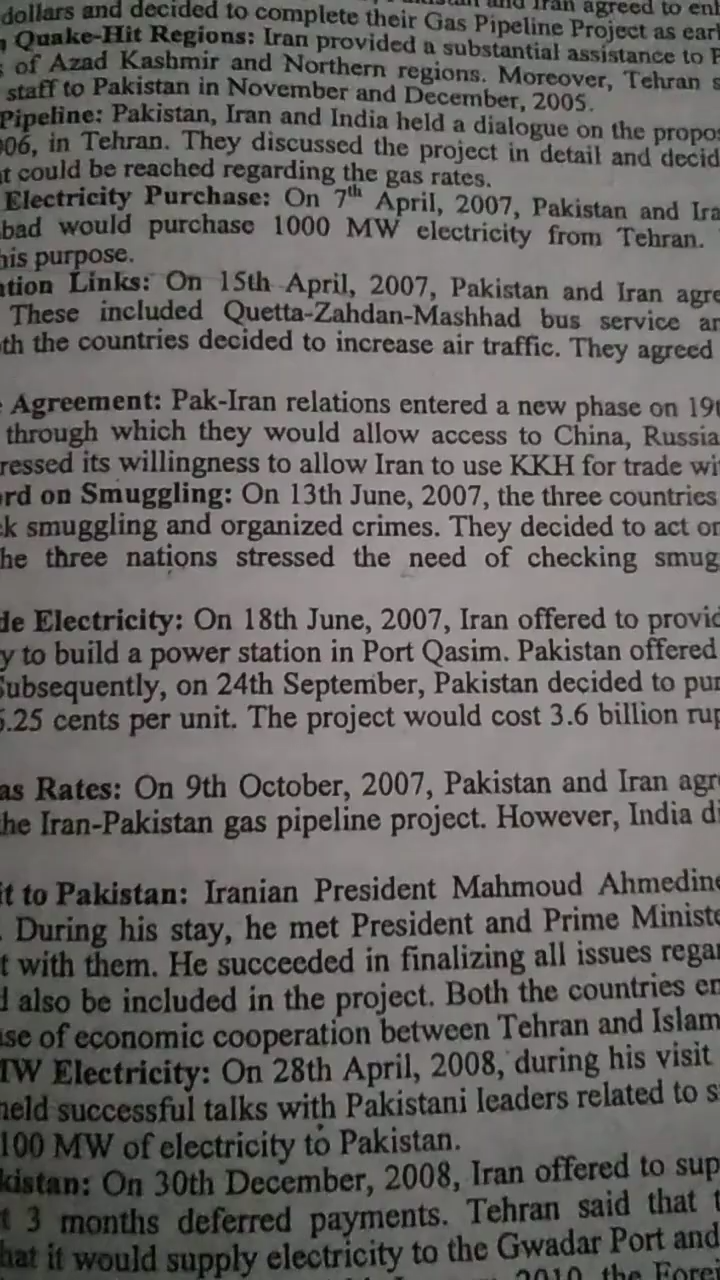 dollars and decided to complete their Gas Pipeline Project as
Quake-Hit Regions: Iran provided a substantial assistance to
of Azad Kashmir and Northern regions. Moreover, Tehran
staff to Pakistan in November and December, 2005.
Pipeline: Pakistan, Iran and India held a dialogue on the
06, in Tehran. They discussed the project in detail and
could be reached regarding the gas rates.
Electricity Purchase: On 7th April, 2007, Pakistan and
bad would purchase 1000 MW electricity from Tehran.
his purpose.
ation Links: On 15th April, 2007, Pakistan and Iran agre
These included Quetta-Zahdan-Mashhad bus service
th the countries decided to increase air traffic. They agreed
Agreement: Pak-Iran relations entered a new phase on 19
through which they would allow access to China, Russia
ressed its willingness to allow Iran to use KKH for trade
rd on Smuggling: On 13th June, 2007, the three countries
k smuggling and organized crimes. They decided to act
he three nations stressed the need of checking smug
de Electricity: On 18th June, 2007, Iran offered to
y to build a power station in Port Qasim. Pakistan offered
Subsequently, on 24th September, Pakistan decided to pur
.25 cents per unit. The project would cost 3.6 billion rup
as Rates: On 9th October, 2007, Pakistan and Iran agr
the Iran-Pakistan gas pipeline project. However, India
it to Pakistan: Iranian President Mahmoud Ahmedine
. During his stay, he met President and Prime Ministe
t with them. He succeeded in finalizing all issues regar
also be included in the project. Both the countries
se of economic cooperation between Tehran and Islam
MW Electricity: On 28th April, 2008, during his visit
held successful talks with Pakistani leaders related to s
100 MW of electricity to Pakistan.
kistan: On 30th December, 2008, Iran offered to sup
t 3 months deferred payments. Tehran said that
hat it would supply electricity to the Gwadar Port and
2010, the